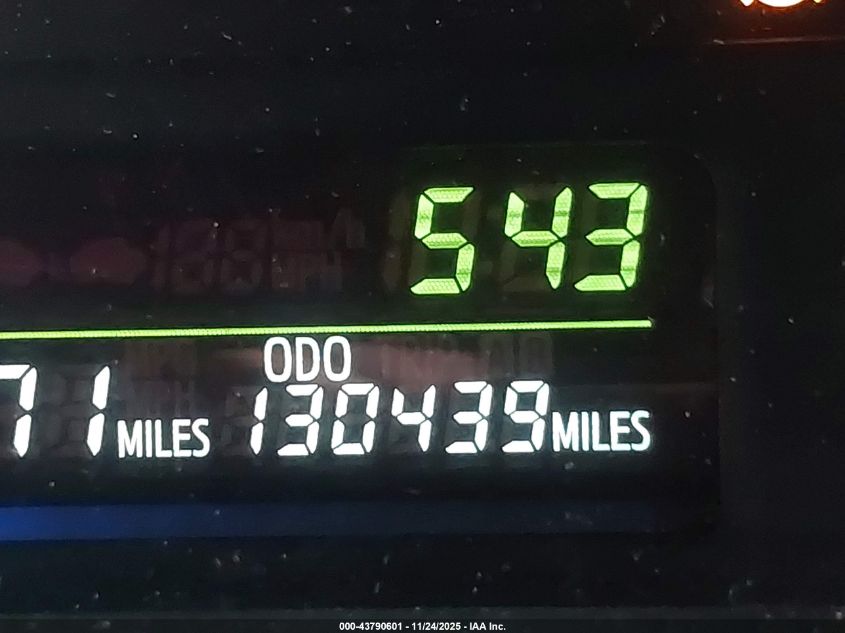 543
ODO
71 MILES 130439 MILES
000-43790601 - 11/24/2025 - IAA Inc.